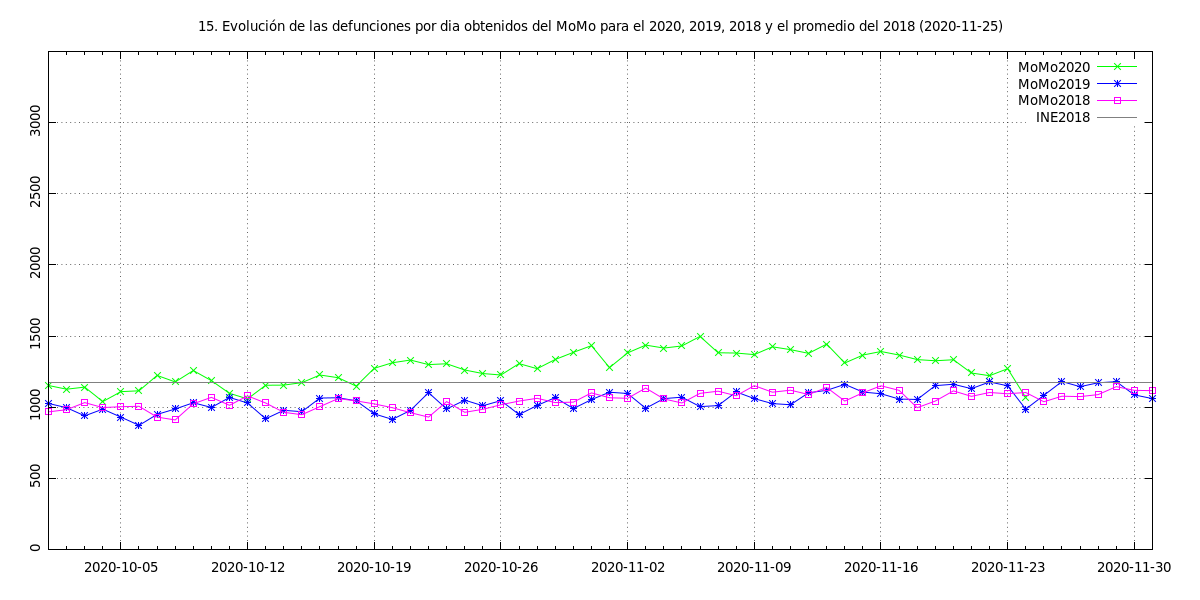 15. Evolución de las defunciones por dia obtenidos del MoMo para el 2020, 2019, 2018 y el promedio del 2018 (2020-11-25)
MoMo2020
MoMo2019
MoMo2018
INE2018
3000
2500
2000
1500
1000
500
0
2020-10-05 2020-10-12 2020-10-19 2020-10-26 2020-11-02 2020-11-09 2020-11-16 2020-11-23 2020-11-30